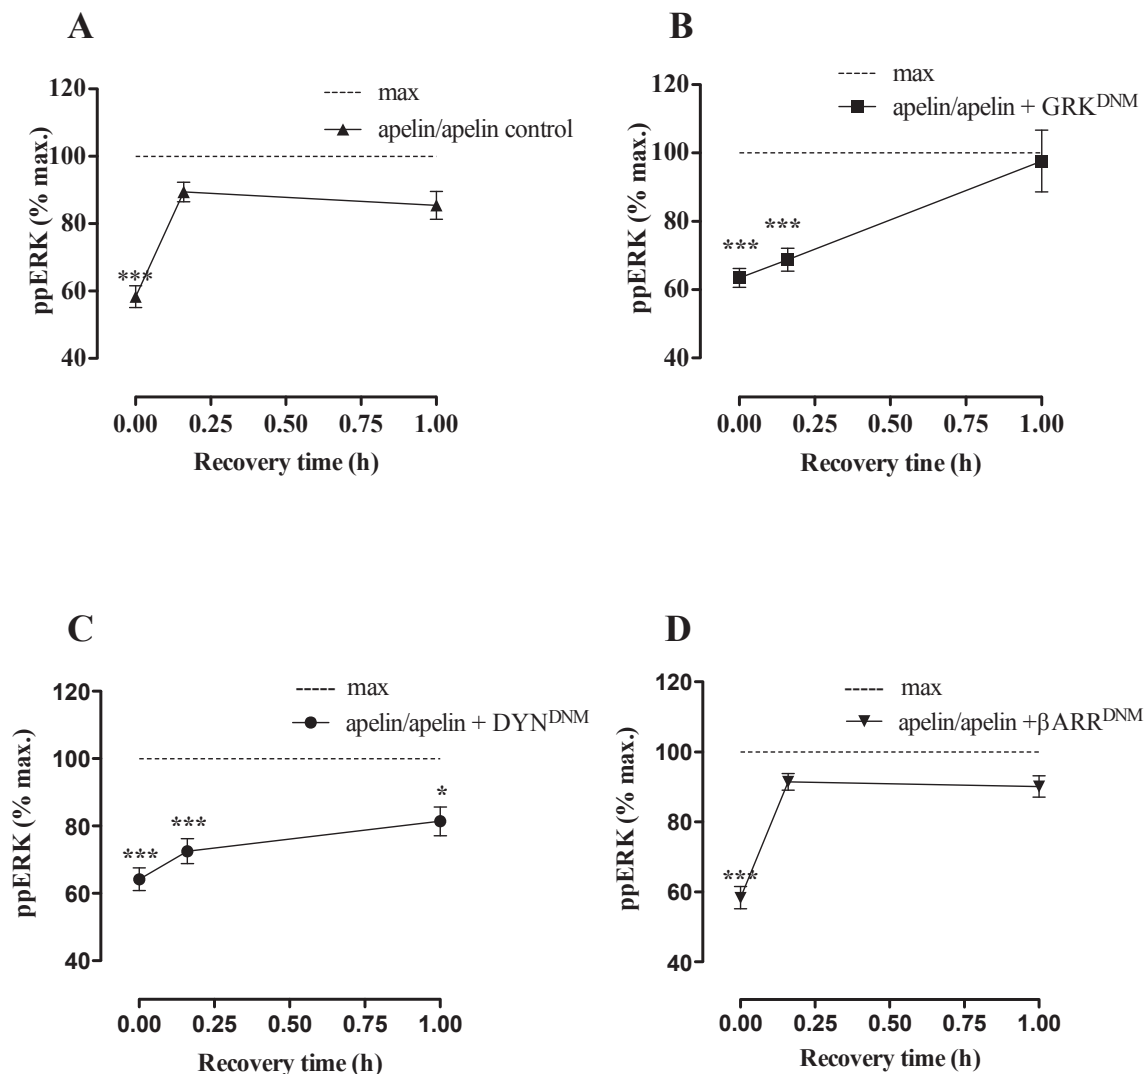 A
max
apelin/apelin control
ppERK (% max.)
120
100
80
60
40
***
0.00 0.25 0.50 0.75 1.00
Recovery time (h)
B
max
apelin/apelin + GRK^DNM
ppERK (% max.)
120
100
80
60
40
***
***
0.00 0.25 0.50 0.75 1.00
Recovery tine (h)
C
max
apelin/apelin + DYN^DNM
ppERK (% max.)
120
100
80
60
40
***
***
*
0.00 0.25 0.50 0.75 1.00
Recovery time (h)
D
max
apelin/apelin +βARR^DNM
ppERK (% max.)
120
100
80
60
40
***
0.00 0.25 0.50 0.75 1.00
Recovery time (h)